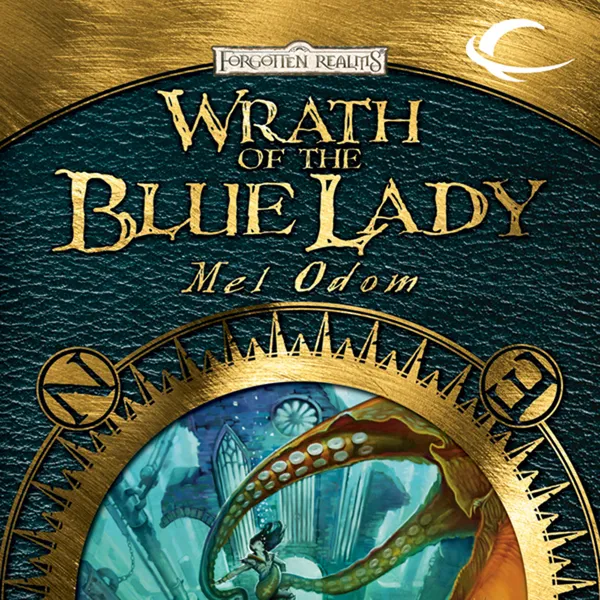 FORGOTTEN REALMS
WRATH
OF THE
BLUE LADY
Mel Odom
N
E